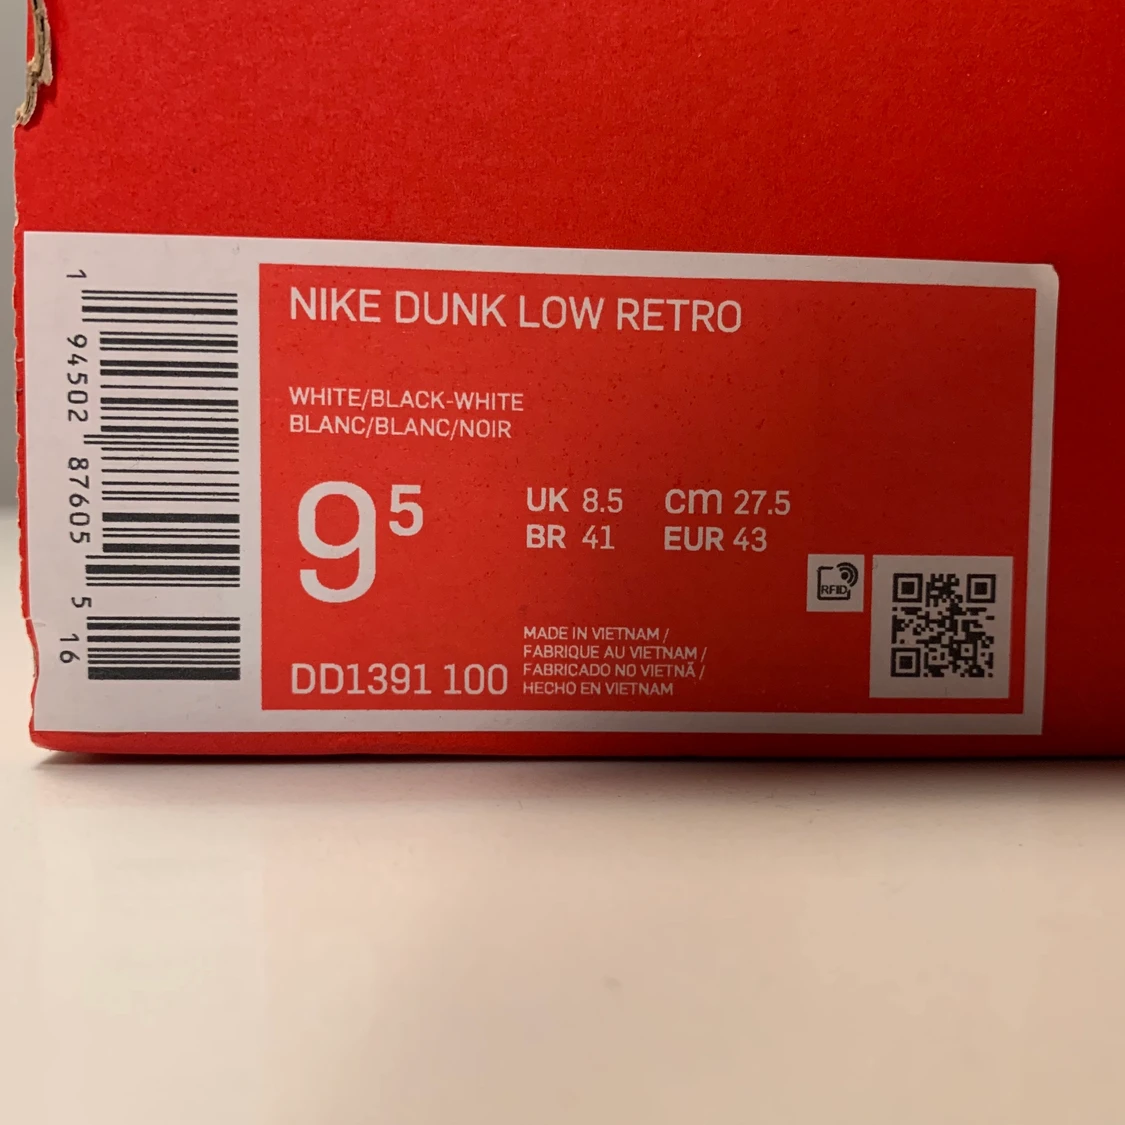 NIKE DUNK LOW RETRO
WHITE/BLACK-WHITE
BLANC/BLANC/NOIR
9⁵
UK 8.5 cm 27.5
BR 41 EUR 43
RFID
MADE IN VIETNAM /
FABRIQUE AU VIETNAM /
FABRICADO NO VIETNÃ /
HECHO EN VIETNAM
DD1391 100
1 94502 87605 5 16